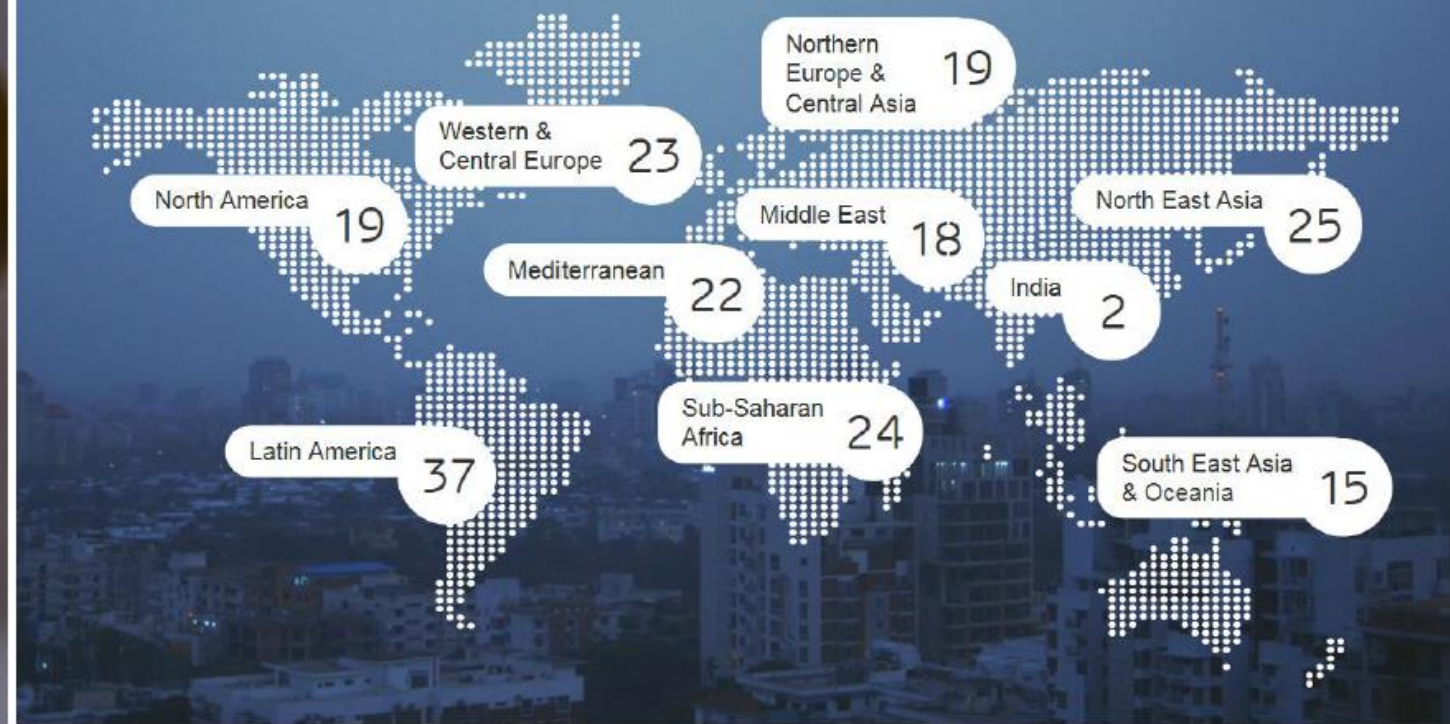 Northern
Europe &
Central Asia
19
Western &
Central Europe
23
North America
19
Middle East
18
North East Asia
25
Mediterranean
22
India
2
Sub-Saharan
Africa
24
Latin America
37
South East Asia
& Oceania
15